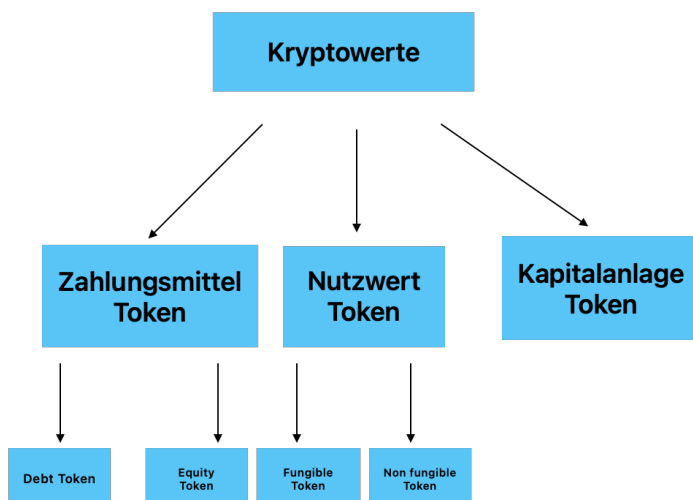 Kryptowerte
Zahlungsmittel
Token
Nutzwert
Token
Kapitalanlage
Token
Debt Token
Equity
Token
Fungible
Token
Non fungible
Token